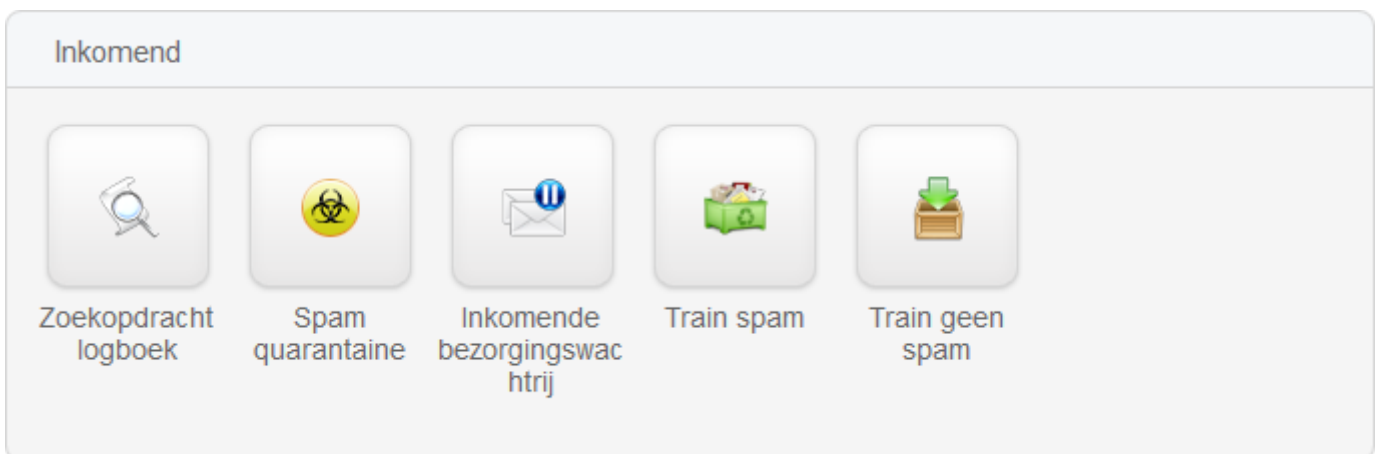 Inkomend
Zoekopdracht
logboek
Spam
quarantaine
Inkomende
bezorgingswac
htrij
Train spam
Train geen
spam